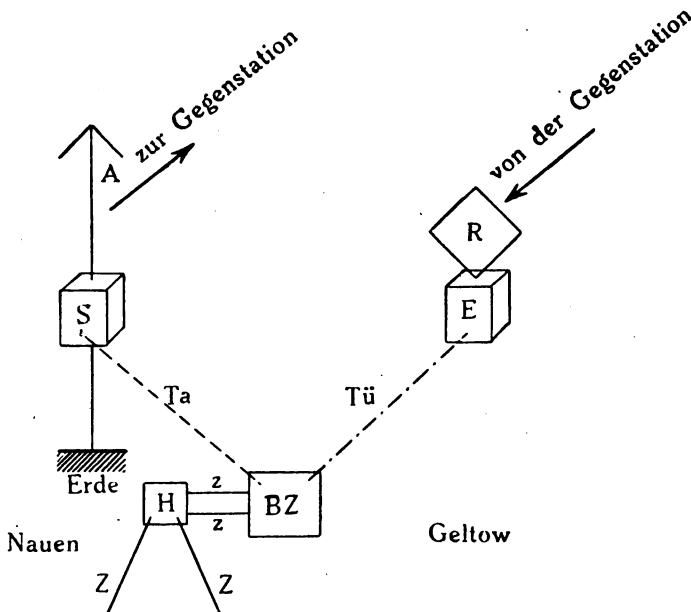 zur Gegenstation
von der Gegenstation
A
R
S
E
Ta
Tü
Erde
z
H
BZ
z
Nauen
Geltow
Z
Z